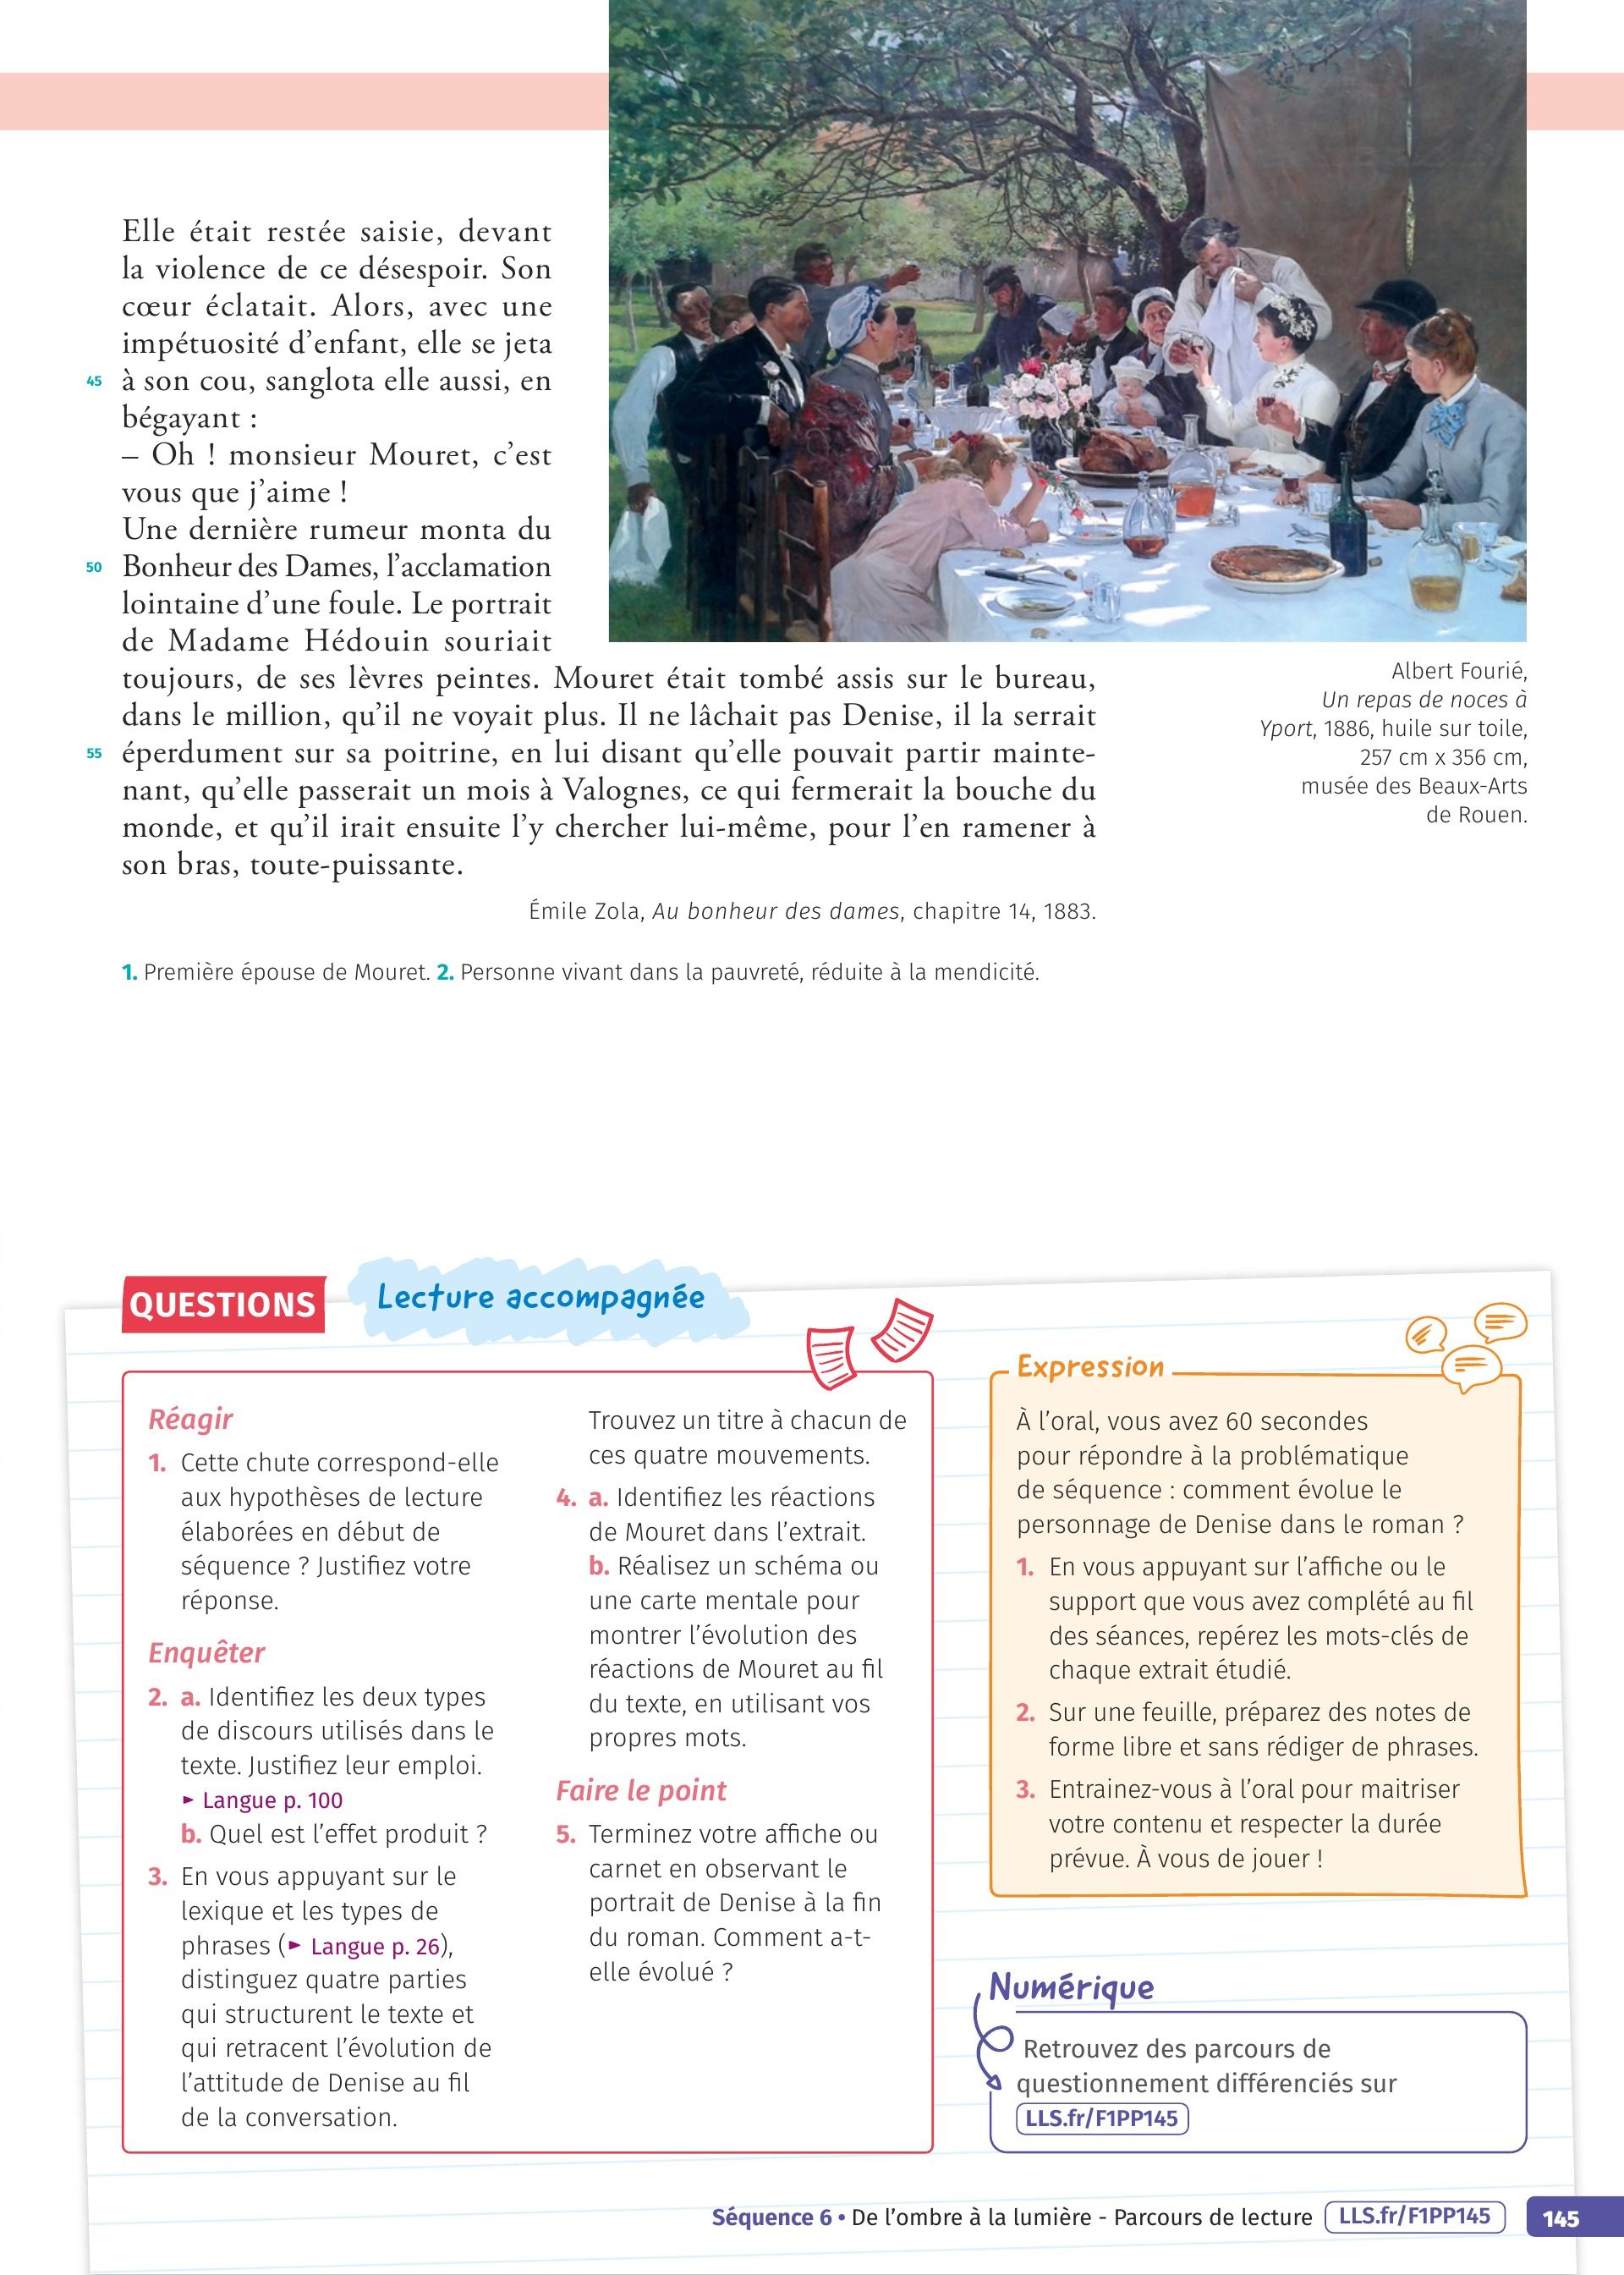 Elle était restée saisie, devant
la violence de ce désespoir. Son
cœur éclatait. Alors, avec une
impétuosité d’enfant, elle se jeta
45 à son cou, sanglota elle aussi, en
bégayant :
– Oh ! monsieur Mouret, c’est
vous que j’aime !
Une dernière rumeur monta du
50 Bonheur des Dames, l’acclamation
lointaine d’une foule. Le portrait
de Madame Hédouin souriait
toujours, de ses lèvres peintes. Mouret était tombé assis sur le bureau,
dans le million, qu’il ne voyait plus. Il ne lâchait pas Denise, il la serrait
55 éperdument sur sa poitrine, en lui disant qu’elle pouvait partir mainte-
nant, qu’elle passerait un mois à Valognes, ce qui fermerait la bouche du
monde, et qu’il irait ensuite l’y chercher lui-même, pour l’en ramener à
son bras, toute-puissante.
Émile Zola, Au bonheur des dames, chapitre 14, 1883.
1. Première épouse de Mouret. 2. Personne vivant dans la pauvreté, réduite à la mendicité.
Albert Fourié,
Un repas de noces à
Yport, 1886, huile sur toile,
257 cm x 356 cm,
musée des Beaux-Arts
de Rouen.
QUESTIONS
Lecture accompagnée
Réagir
1. Cette chute correspond-elle
aux hypothèses de lecture
élaborées en début de
séquence ? Justifiez votre
réponse.
Enquêter
2. a. Identifiez les deux types
de discours utilisés dans le
texte. Justifiez leur emploi.
► Langue p. 100
b. Quel est l’effet produit ?
3. En vous appuyant sur le
lexique et les types de
phrases (► Langue p. 26),
distinguez quatre parties
qui structurent le texte et
qui retracent l’évolution de
l’attitude de Denise au fil
de la conversation.
Trouvez un titre à chacun de
ces quatre mouvements.
4. a. Identifiez les réactions
de Mouret dans l’extrait.
b. Réalisez un schéma ou
une carte mentale pour
montrer l’évolution des
réactions de Mouret au fil
du texte, en utilisant vos
propres mots.
Faire le point
5. Terminez votre affiche ou
carnet en observant le
portrait de Denise à la fin
du roman. Comment a-t-
elle évolué ?
Expression
À l’oral, vous avez 60 secondes
pour répondre à la problématique
de séquence : comment évolue le
personnage de Denise dans le roman ?
1. En vous appuyant sur l’affiche ou le
support que vous avez complété au fil
des séances, repérez les mots-clés de
chaque extrait étudié.
2. Sur une feuille, préparez des notes de
forme libre et sans rédiger de phrases.
3. Entrainez-vous à l’oral pour maitriser
votre contenu et respecter la durée
prévue. À vous de jouer !
Numérique
Retrouvez des parcours de
questionnement différenciés sur
LLS.fr/F1PP145
Séquence 6 • De l’ombre à la lumière - Parcours de lecture LLS.fr/F1PP145 145